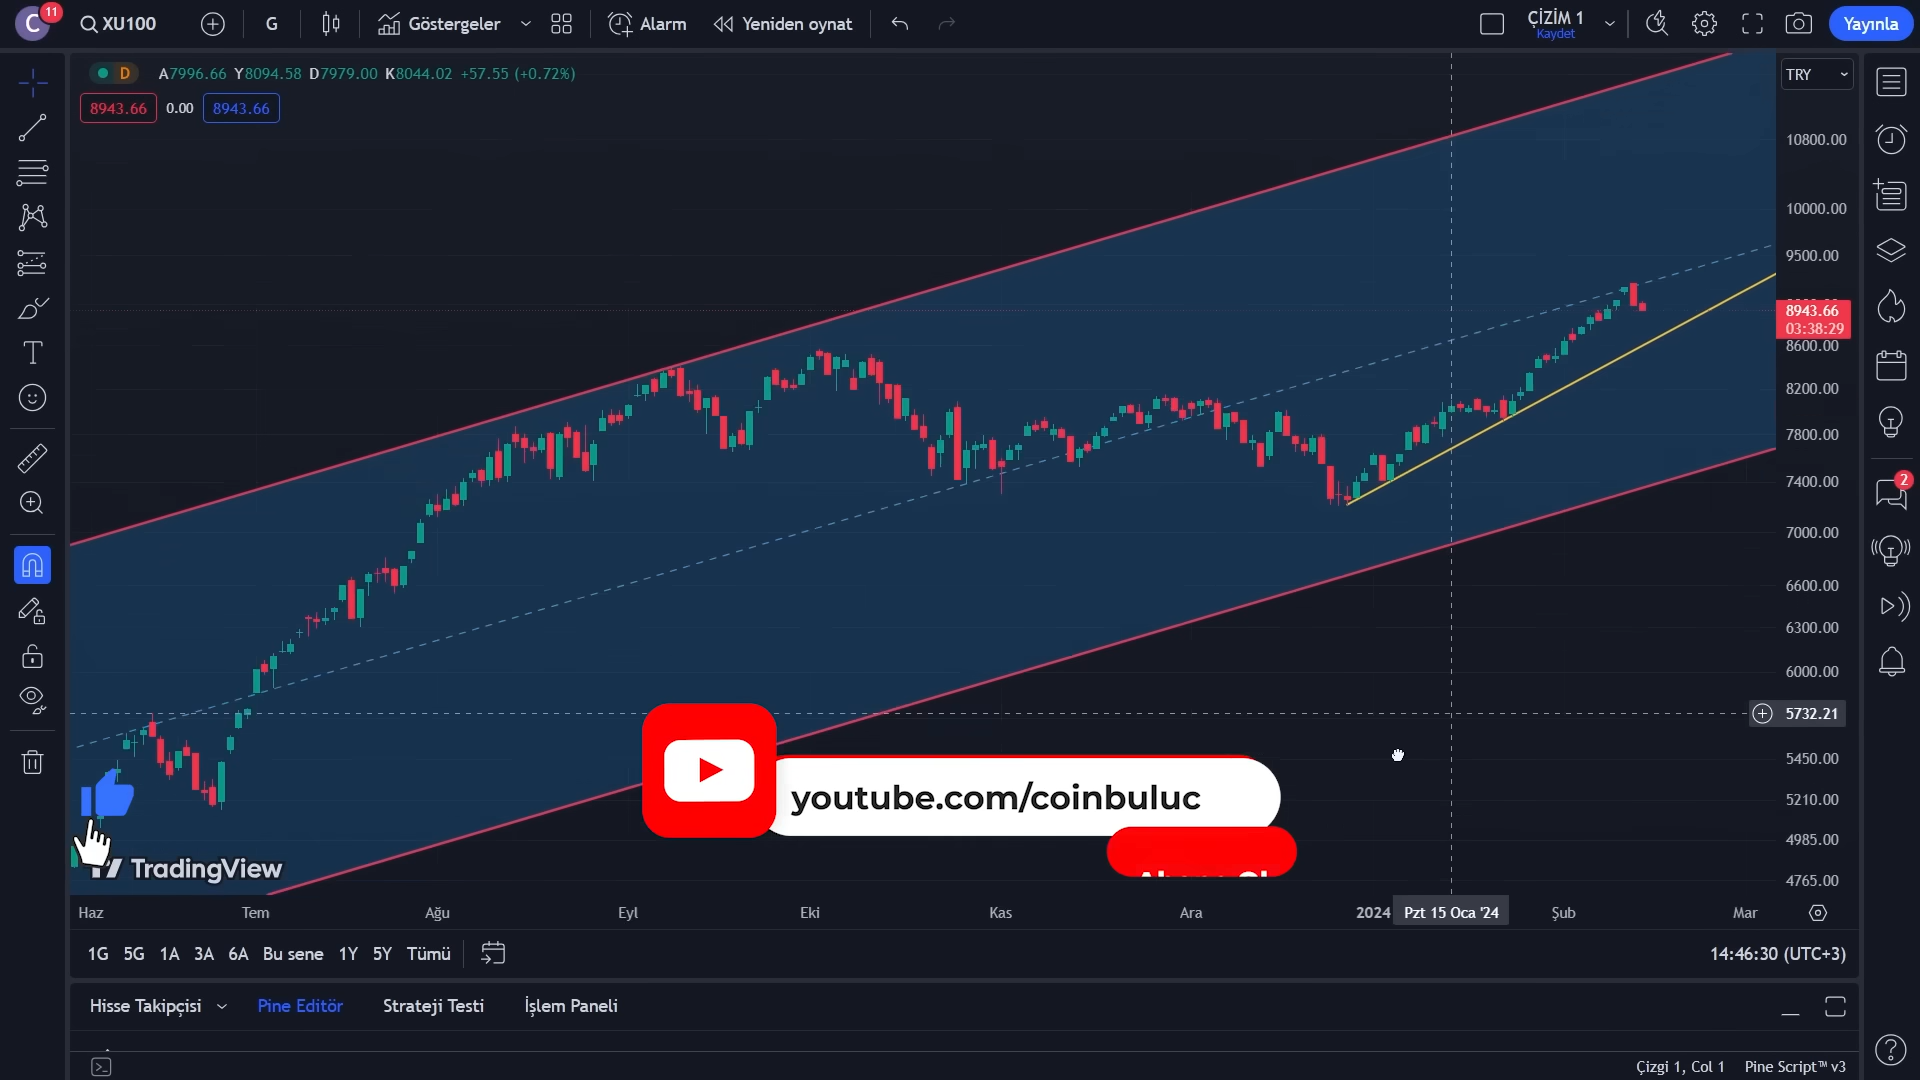 C 11 XU100 G Göstergeler Alarm Yeniden oynat ÇİZİM 1 Kaydet Yayınla
D A7996.66 Y8094.58 D7979.00 K8044.02 +57.55 (+0.72%) TRY
8943.66 0.00 8943.66
10800.00
10000.00
9500.00
8943.66
03:38:29
8600.00
8200.00
7800.00
7400.00
2
7000.00
6600.00
6300.00
6000.00
5732.21
5450.00
youtube.com/coinbuluc
5210.00
4985.00
TradingView
4765.00
Haz Tem Ağu Eyl Eki Kas Ara 2024 Pzt 15 Oca '24 Şub Mar
1G 5G 1A 3A 6A Bu sene 1Y 5Y Tümü 14:46:30 (UTC+3)
Hisse Takipçisi Pine Editör Strateji Testi İşlem Paneli
Çizgi 1, Col 1 Pine Script™ v3